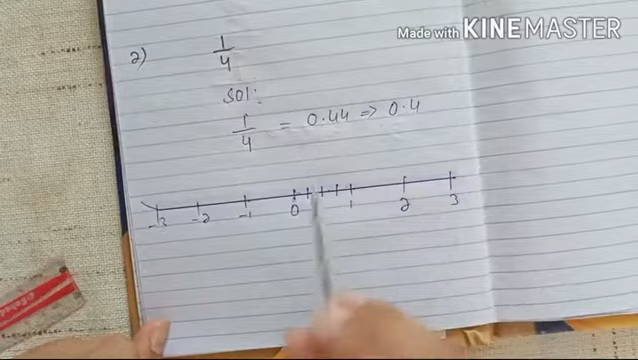 Made with KINEMASTER
2) 1/4
Sol:
1/4 = 0.44 => 0.4
-3 -2 -1 0 1 2 3